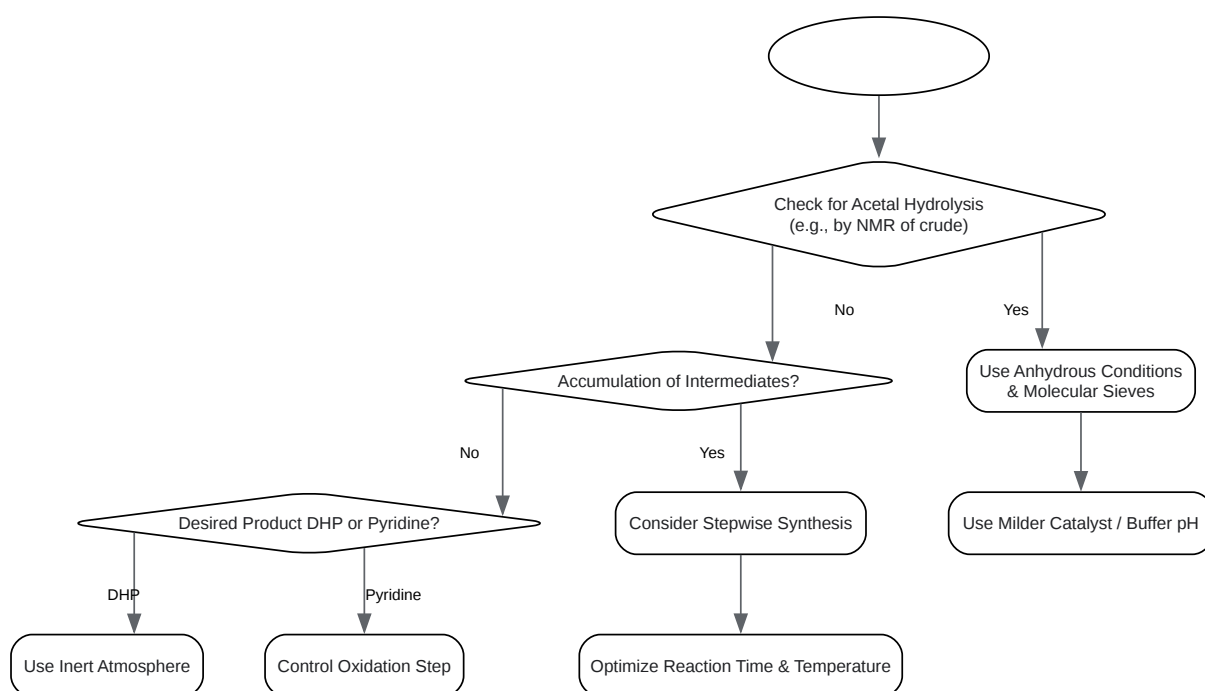 Check for Acetal Hydrolysis
(e.g., by NMR of crude)
No
Yes
Accumulation of Intermediates?
Use Anhydrous Conditions
& Molecular Sieves
No
Yes
Desired Product DHP or Pyridine?
Consider Stepwise Synthesis
Use Milder Catalyst / Buffer pH
DHP
Pyridine
Use Inert Atmosphere
Control Oxidation Step
Optimize Reaction Time & Temperature